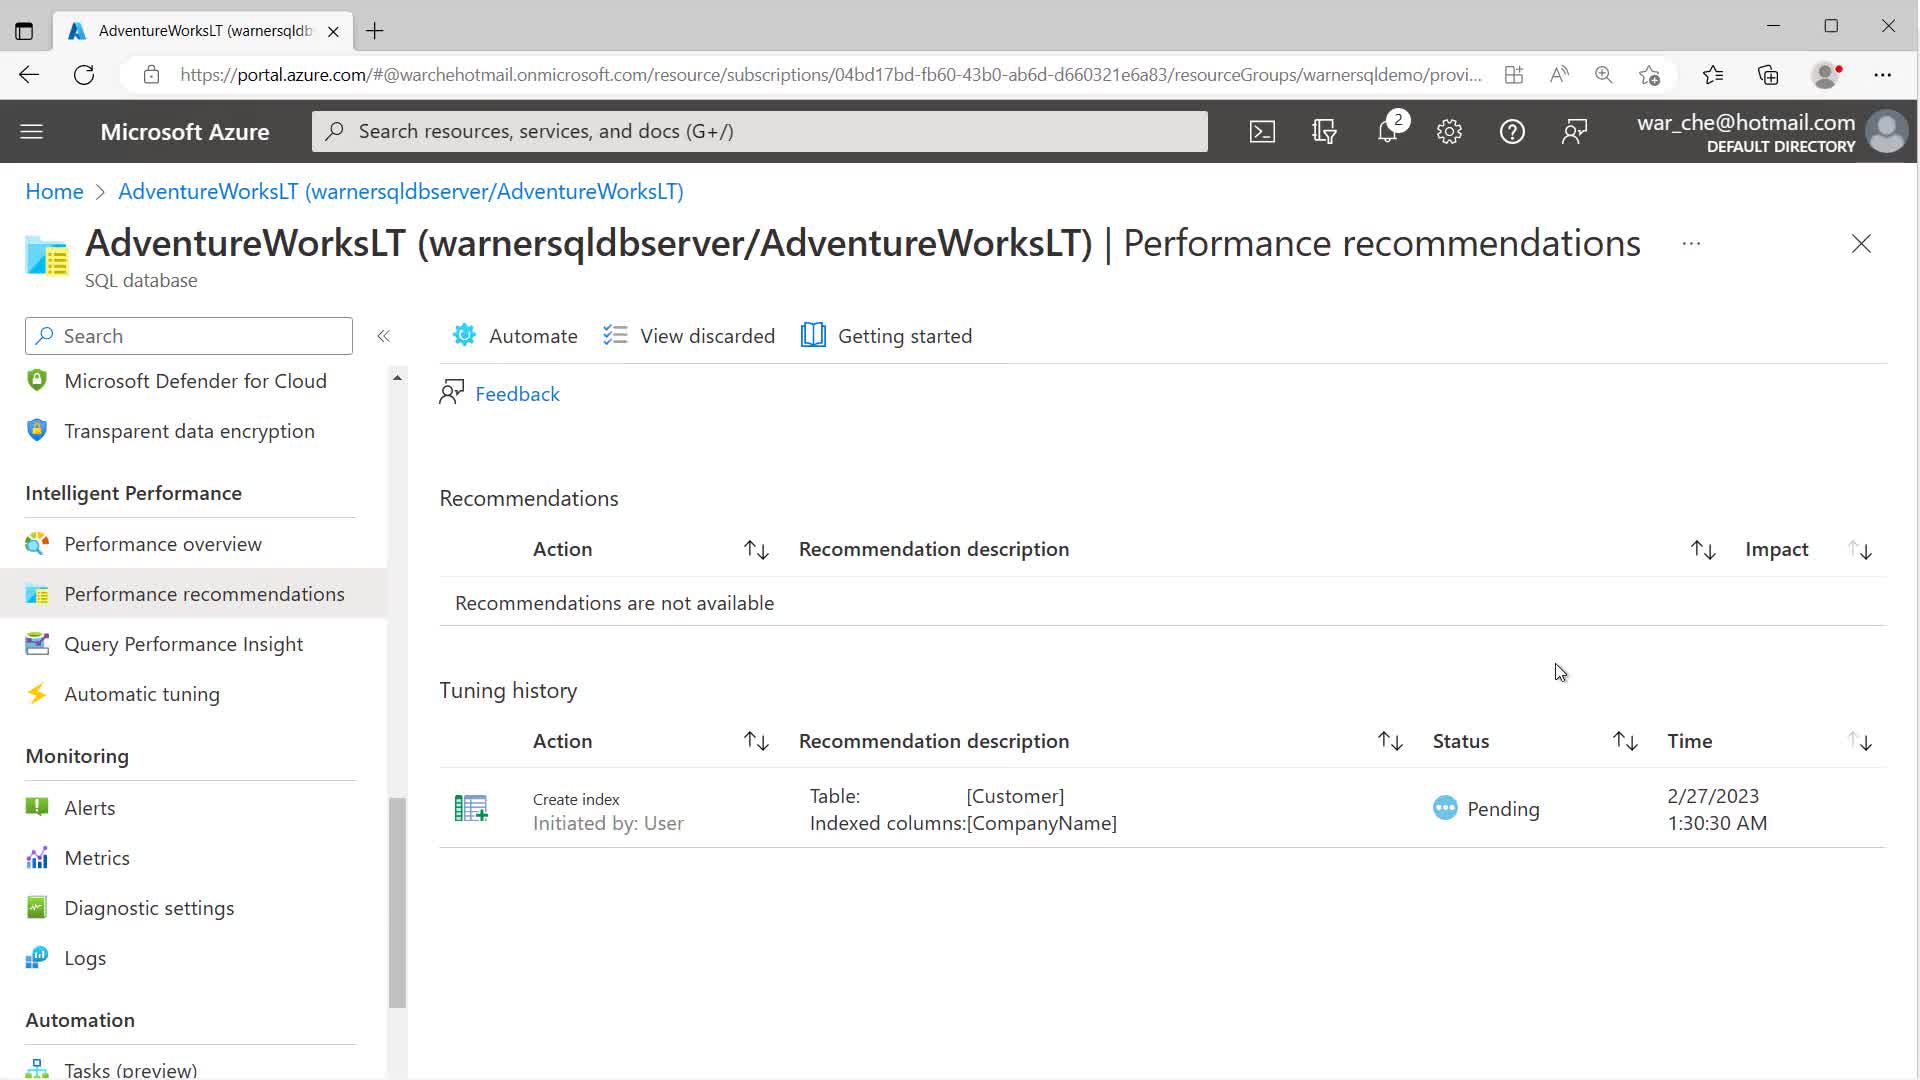 AdventureWorksLT (warnersqldb
https://portal.azure.com/#@warchehotmail.onmicrosoft.com/resource/subscriptions/04bd17bd-fb60-43b0-ab6d-d660321e6a83/resourceGroups/warnersqldemo/provi...
Microsoft Azure
Search resources, services, and docs (G+/)
2
war_che@hotmail.com
DEFAULT DIRECTORY
Home > AdventureWorksLT (warnersqldbserver/AdventureWorksLT)
AdventureWorksLT (warnersqldbserver/AdventureWorksLT) | Performance recommendations ...
SQL database
Search
Microsoft Defender for Cloud
Transparent data encryption
Intelligent Performance
Performance overview
Performance recommendations
Query Performance Insight
Automatic tuning
Monitoring
Alerts
Metrics
Diagnostic settings
Logs
Automation
Tasks (preview)
Automate View discarded Getting started
Feedback
Recommendations
Action Recommendation description Impact
Recommendations are not available
Tuning history
Action Recommendation description Status Time
Create index
Initiated by: User
Table: [Customer]
Indexed columns:[CompanyName]
Pending
2/27/2023
1:30:30 AM